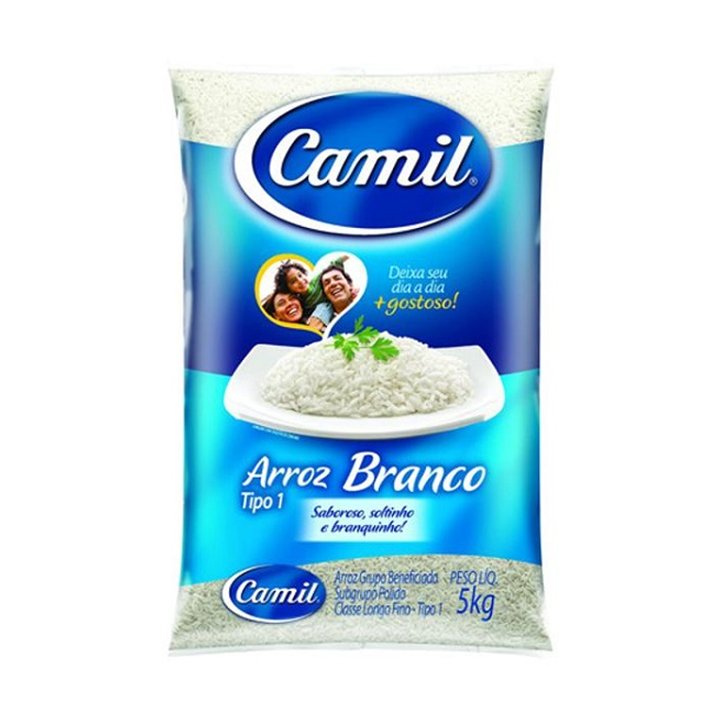 Camil®
Deixa seu
dia a dia
+gostoso!
Arroz Branco
Tipo 1
Saboroso, soltinho
e branquinho!
Camil®
Arroz Grupo Beneficiada
Subgrupo Polido
Classe Longo Fino - Tipo 1
PESO LÍQ.
5kg